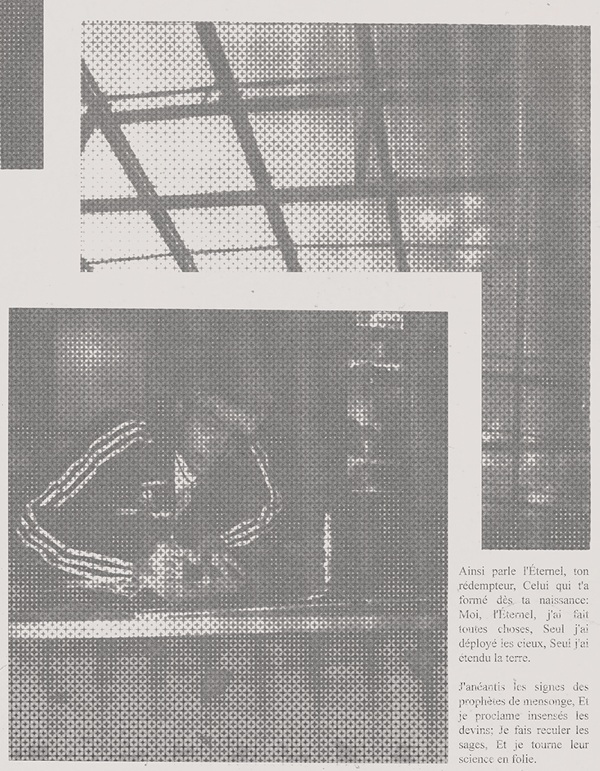 Ainsi parle l'Éternel, ton
rédempteur, Celui qui t'a
formé dès ta naissance:
Moi, l'Éternel, j'ai fait
toutes choses, Seul j'ai
déployé les cieux, Seul j'ai
étendu la terre.
J'anéantis les signes des
prophètes de mensonge, Et
je proclame insensés les
devins; Je fais reculer les
sages, Et je tourne leur
science en folie.